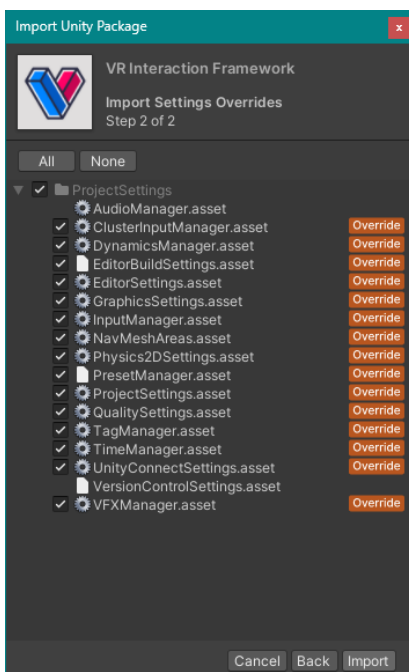 Import Unity Package
x
VR Interaction Framework
Import Settings Overrides
Step 2 of 2
All None
ProjectSettings
AudioManager.asset
ClusterInputManager.asset Override
DynamicsManager.asset Override
EditorBuildSettings.asset Override
EditorSettings.asset Override
GraphicsSettings.asset Override
InputManager.asset Override
NavMeshAreas.asset Override
Physics2DSettings.asset Override
PresetManager.asset Override
ProjectSettings.asset Override
QualitySettings.asset Override
TagManager.asset Override
TimeManager.asset Override
UnityConnectSettings.asset Override
VersionControlSettings.asset
VFXManager.asset Override
Cancel Back Import